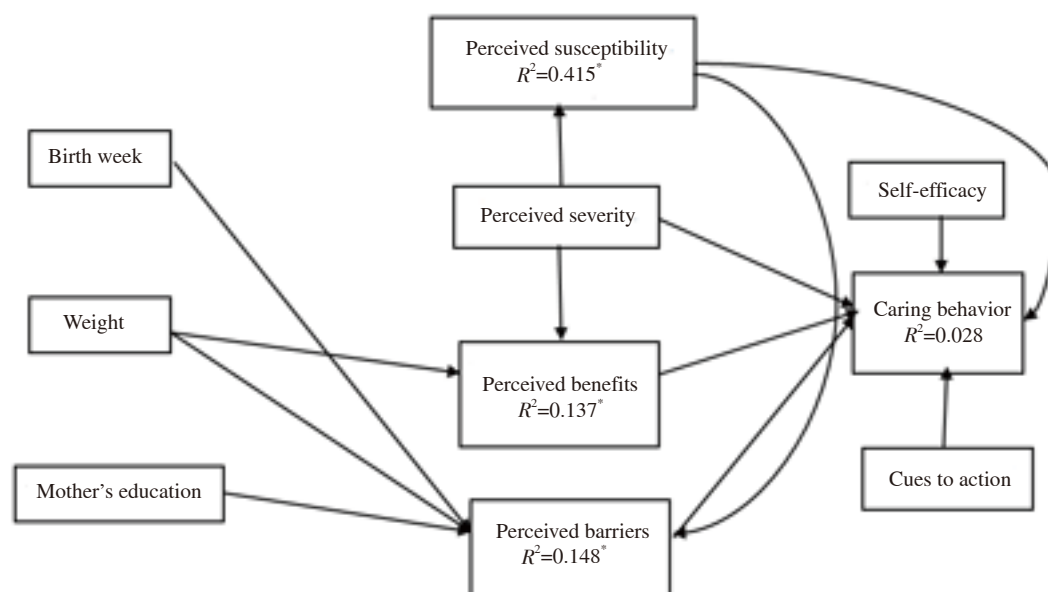 Perceived susceptibility
R²=0.415*
Birth week
Self-efficacy
Perceived severity
Weight
Caring behavior
R²=0.028
Perceived benefits
R²=0.137*
Mother’s education
Cues to action
Perceived barriers
R²=0.148*